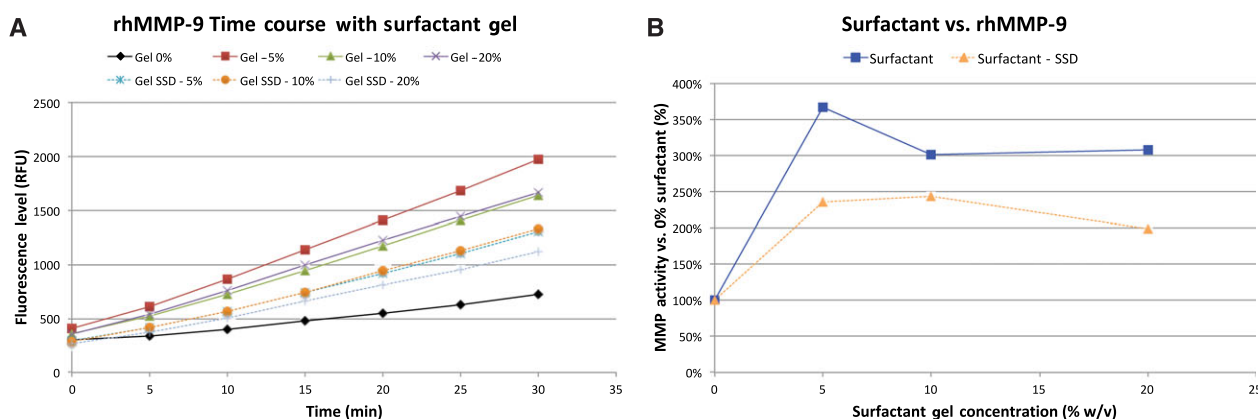 A
rhMMP-9 Time course with surfactant gel
Gel 0%
Gel –5%
Gel –10%
Gel –20%
Gel SSD - 5%
Gel SSD - 10%
Gel SSD - 20%
Fluorescence level (RFU)
2500
2000
1500
1000
500
0
0 5 10 15 20 25 30 35
Time (min)
B
Surfactant vs. rhMMP-9
Surfactant
Surfactant - SSD
MMP activity vs. 0% surfactant (%)
400%
350%
300%
250%
200%
150%
100%
50%
0%
0 5 10 15 20 25
Surfactant gel concentration (% w/v)